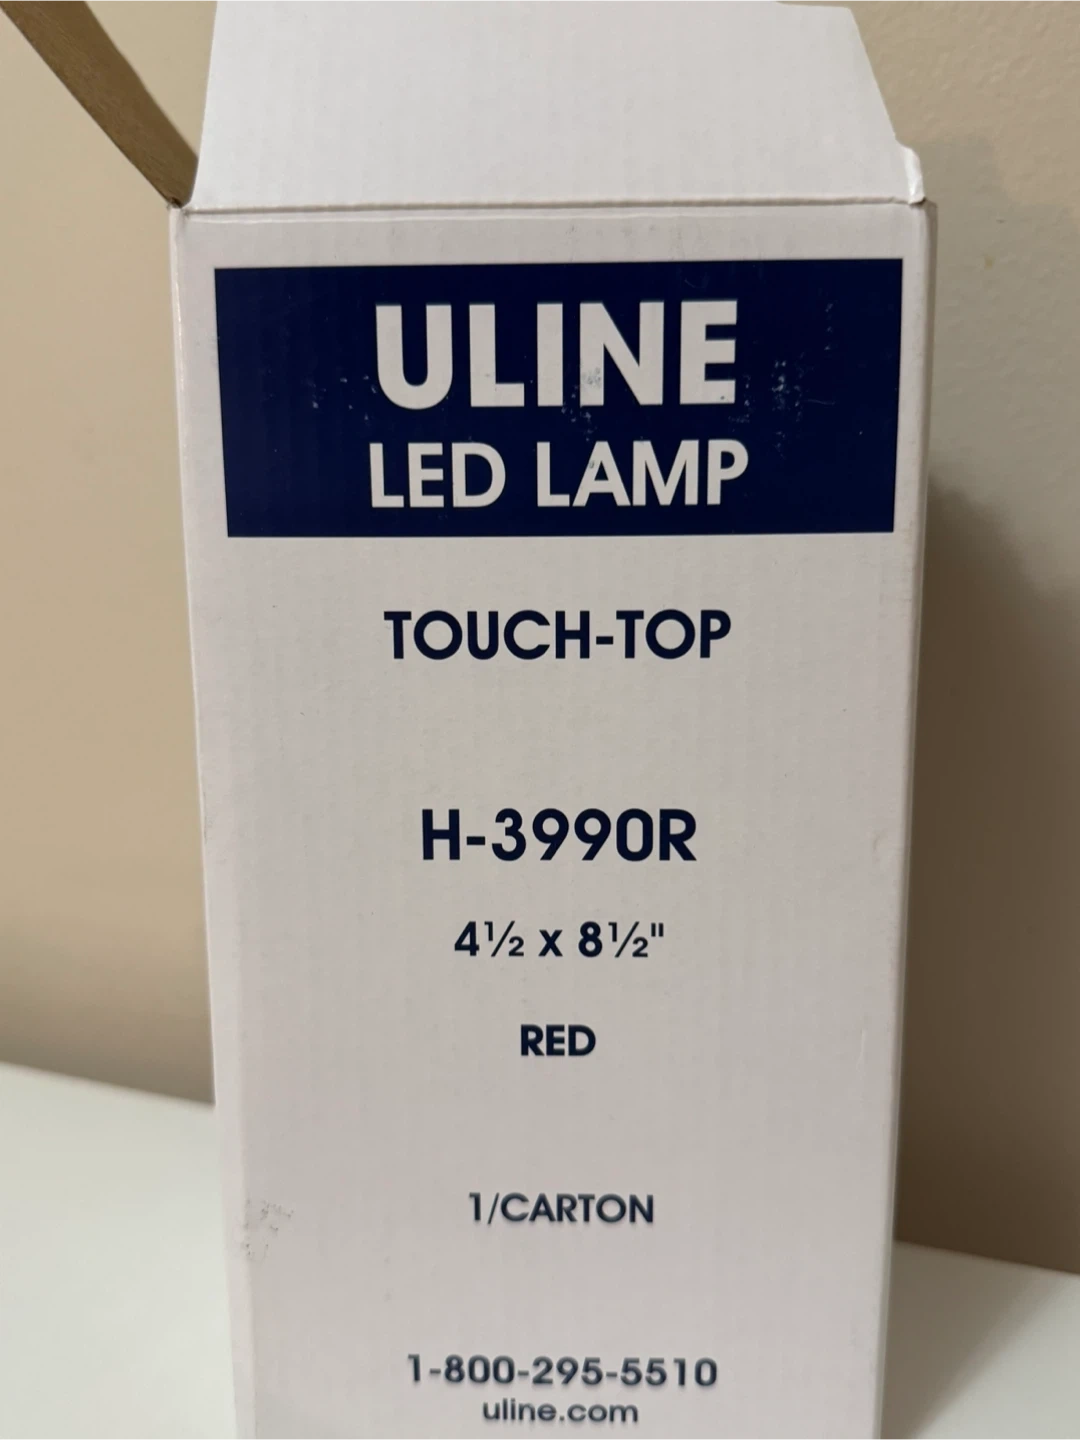 ULINE
LED LAMP
TOUCH-TOP
H-3990R
4½ x 8½"
RED
1/CARTON
1-800-295-5510
uline.com